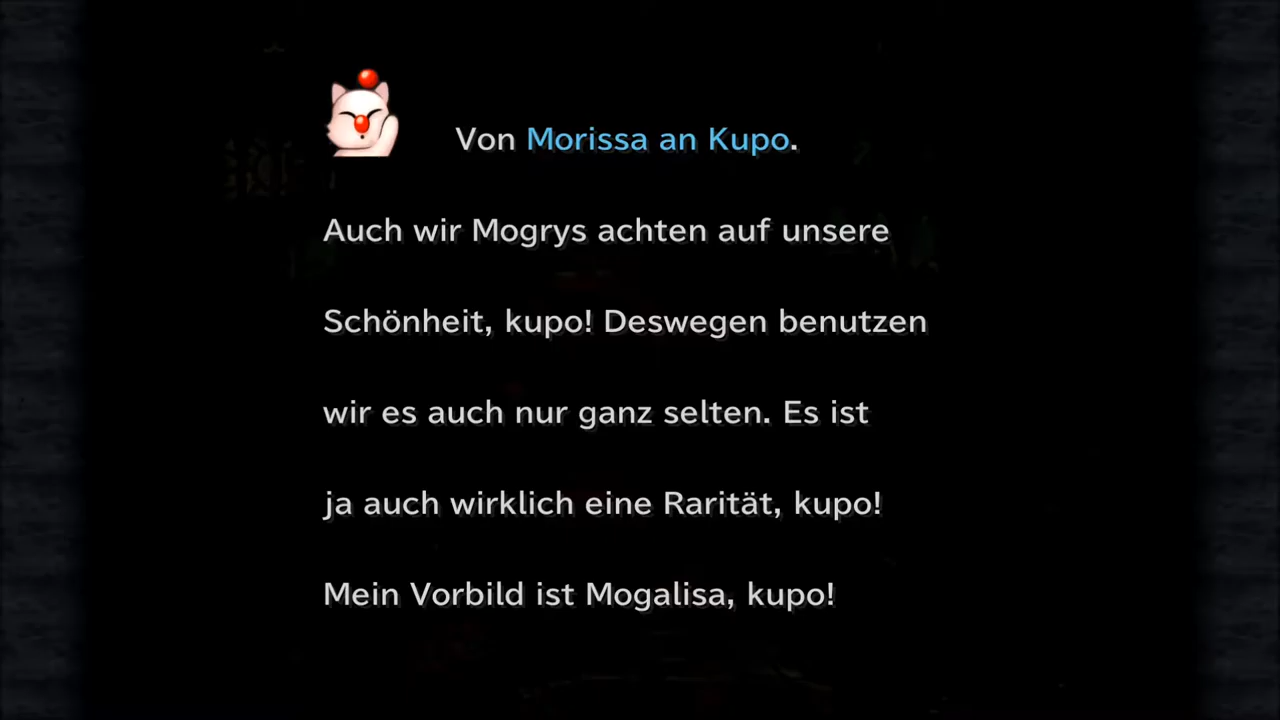 Von Morissa an Kupo.
Auch wir Mogrys achten auf unsere
Schönheit, kupo! Deswegen benutzen
wir es auch nur ganz selten. Es ist
ja auch wirklich eine Rarität, kupo!
Mein Vorbild ist Mogalisa, kupo!